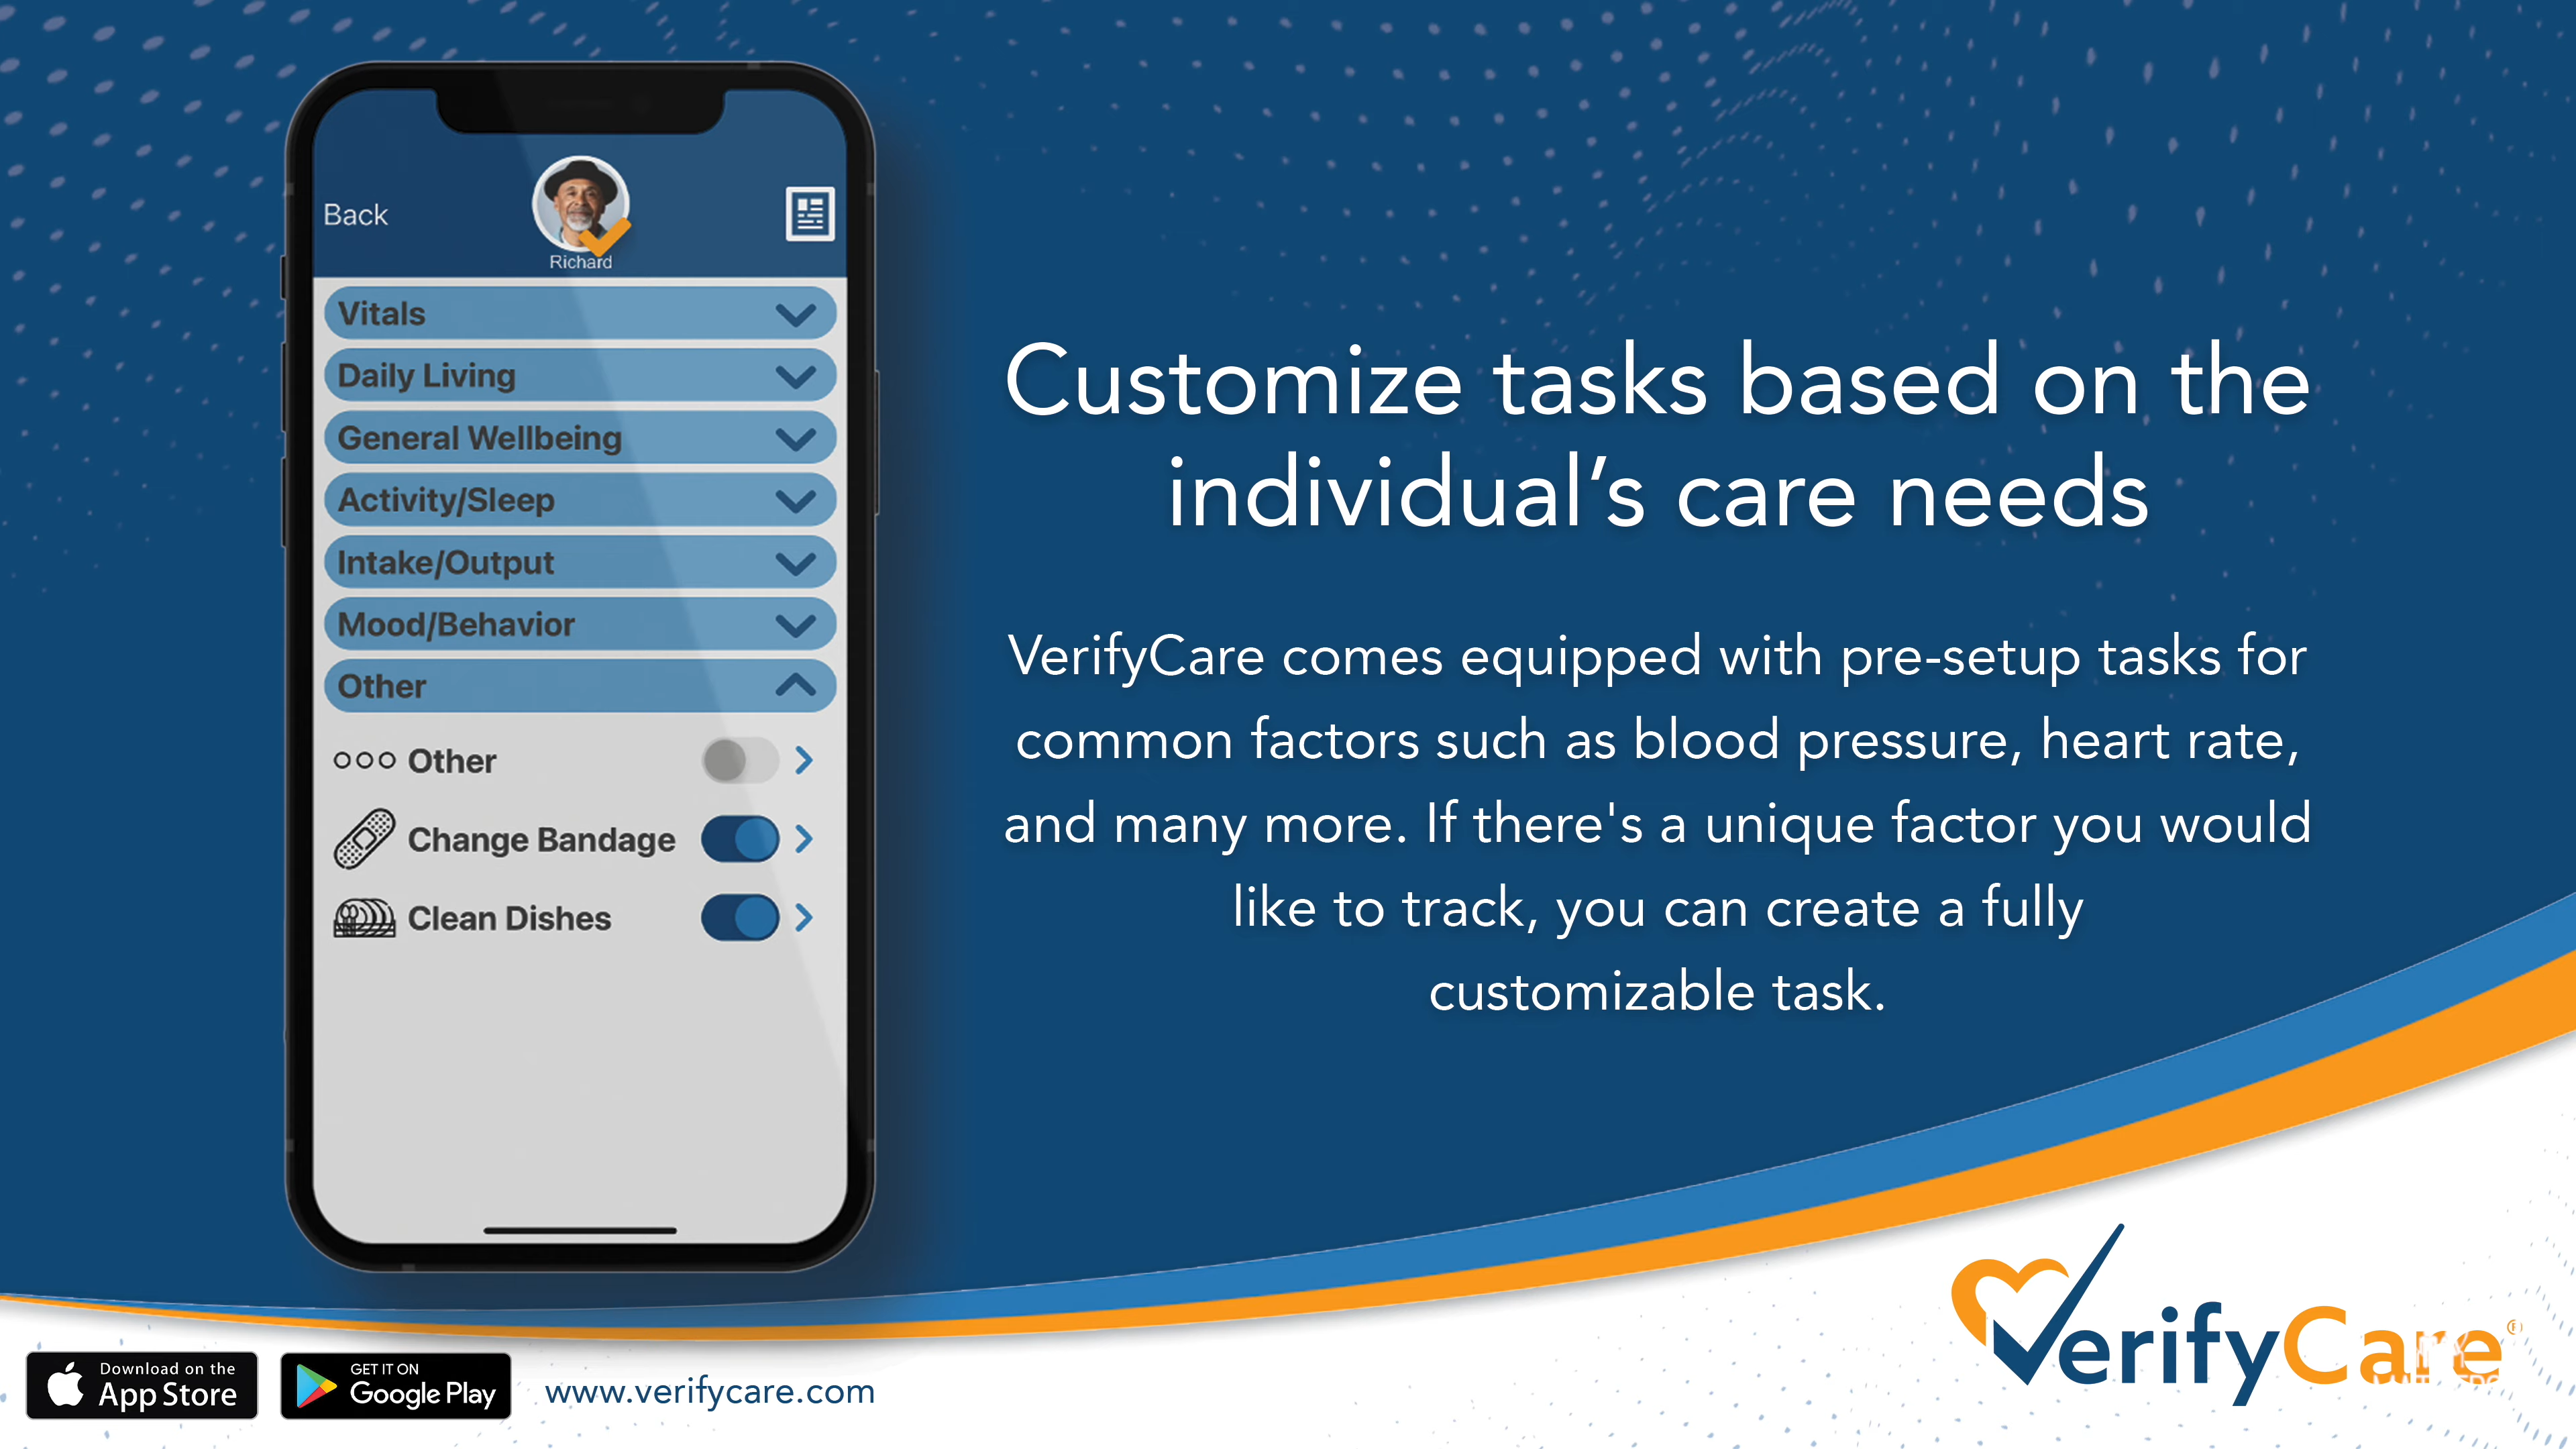 Back
Richard
Vitals
Daily Living
General Wellbeing
Activity/Sleep
Intake/Output
Mood/Behavior
Other
Other
Change Bandage
Clean Dishes
Customize tasks based on the
individual’s care needs
VerifyCare comes equipped with pre-setup tasks for
common factors such as blood pressure, heart rate,
and many more. If there's a unique factor you would
like to track, you can create a fully
customizable task.
Download on the
App Store
GET IT ON
Google Play
www.verifycare.com
VerifyCare®